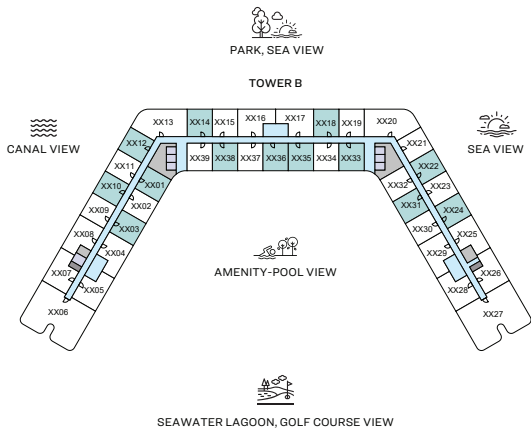 PARK, SEA VIEW
TOWER B
XX13
XX14
XX15
XX16
XX17
XX18
XX19
XX20
CANAL VIEW
SEA VIEW
XX12
XX39
XX38
XX37
XX36
XX35
XX34
XX33
XX21
XX11
XX01
XX32
XX22
XX10
XX02
XX31
XX23
XX09
XX03
XX30
XX24
XX08
XX04
XX29
XX25
XX07
XX05
XX28
XX26
XX06
XX27
AMENITY-POOL VIEW
SEAWATER LAGOON, GOLF COURSE VIEW